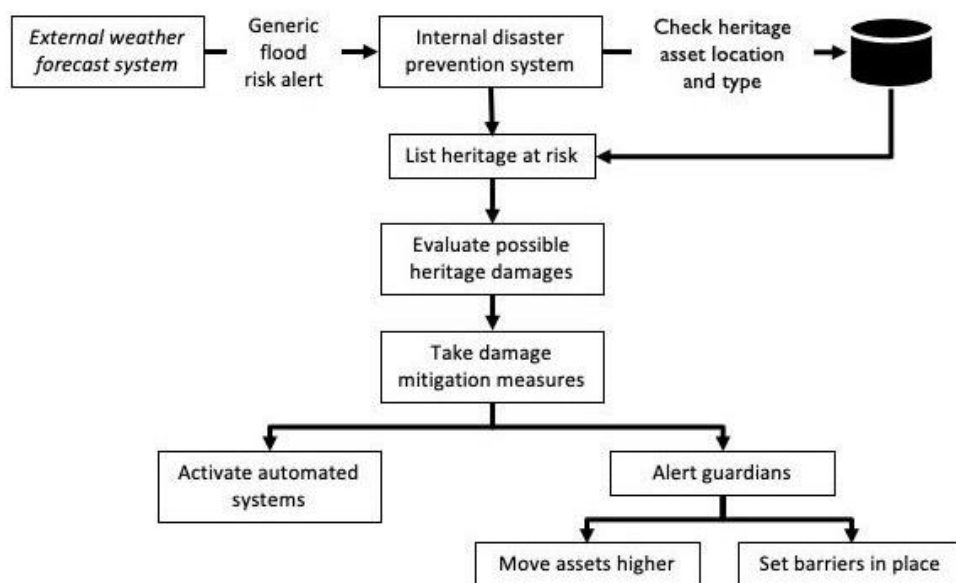 External weather
forecast system
Generic
flood
risk alert
Internal disaster
prevention system
Check heritage
asset location
and type
List heritage at risk
Evaluate possible
heritage damages
Take damage
mitigation measures
Activate automated
systems
Alert guardians
Move assets higher
Set barriers in place